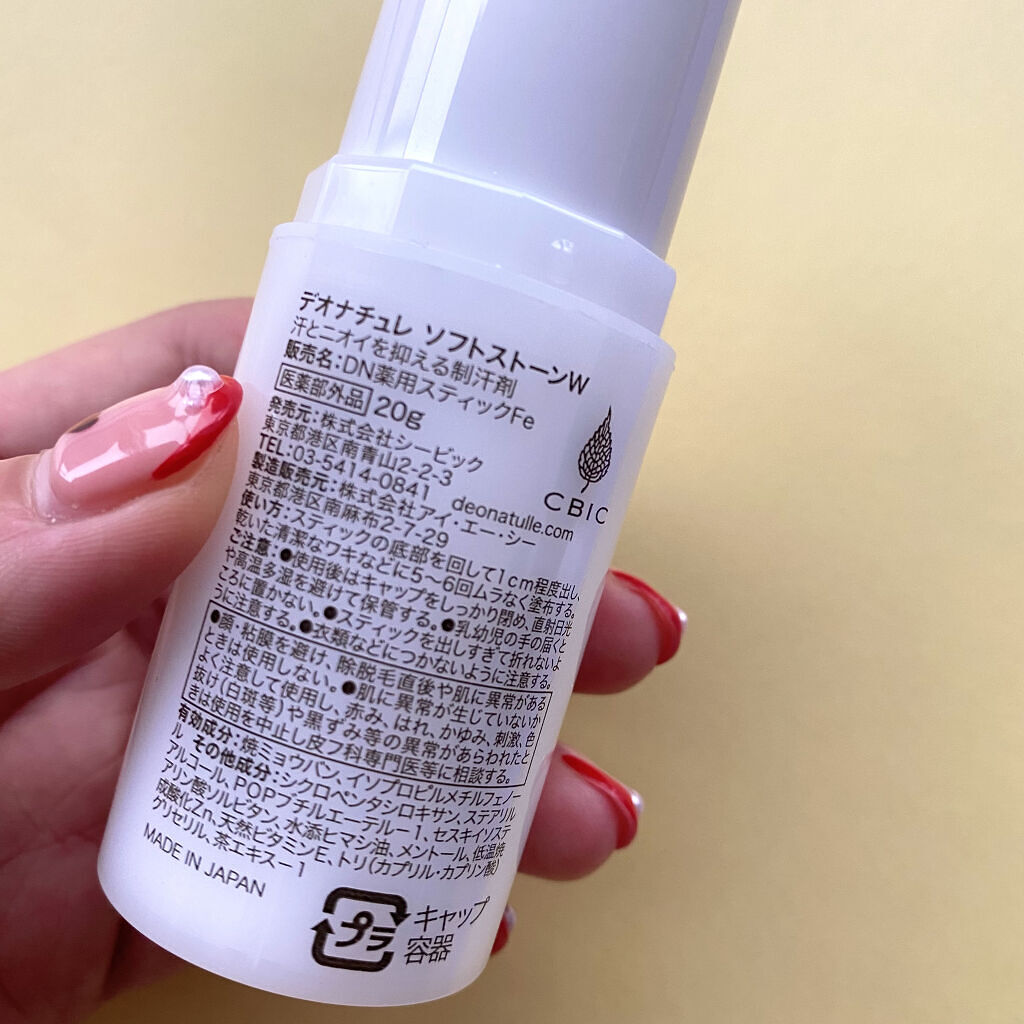 デオナチュレ ソフトストーンW
汗とニオイを抑える制汗剤
販売名:DN薬用スティックFe
医薬部外品 20g
発売元:株式会社シービック
東京都港区南青山2-2-3
TEL:03-5414-0841 deonatulle.com
製造販売元:株式会社アイ・エー・シー
東京都港区南麻布2-7-29
CBIC
使い方:スティックの底部を回して1cm程度出し、
乾いた清潔なワキなどに5〜6回ムラなく塗布する。
ご注意:●使用後はキャップをしっかり閉め、直射日光
や高温多湿を避けて保管する。●乳幼児の手の届くと
ころに置かない。●スティックを出しすぎて折れないよ
うに注意する。●衣類などにつかないように注意する。
●顔・粘膜を避け、除脱毛直後や肌に異常がある
ときは使用しない。●肌に異常が生じていないか
よく注意して使用し、赤み、はれ、かゆみ、刺激、色
抜け(白斑等)や黒ずみ等の異常があらわれたと
きは使用を中止し皮フ科専門医等に相談する。
有効成分:焼ミョウバン、イソプロピルメチルフェノー
ル その他成分:シクロペンタシロキサン、ステアリル
アルコール、POPブチルエーテル-1、セスキイソステ
アリン酸ソルビタン、水添ヒマシ油、メントール、低温焼
成酸化Zn、天然ビタミンE、トリ(カプリル・カプリン酸)
グリセリル、茶エキス-1
MADE IN JAPAN
プラ キャップ
容器